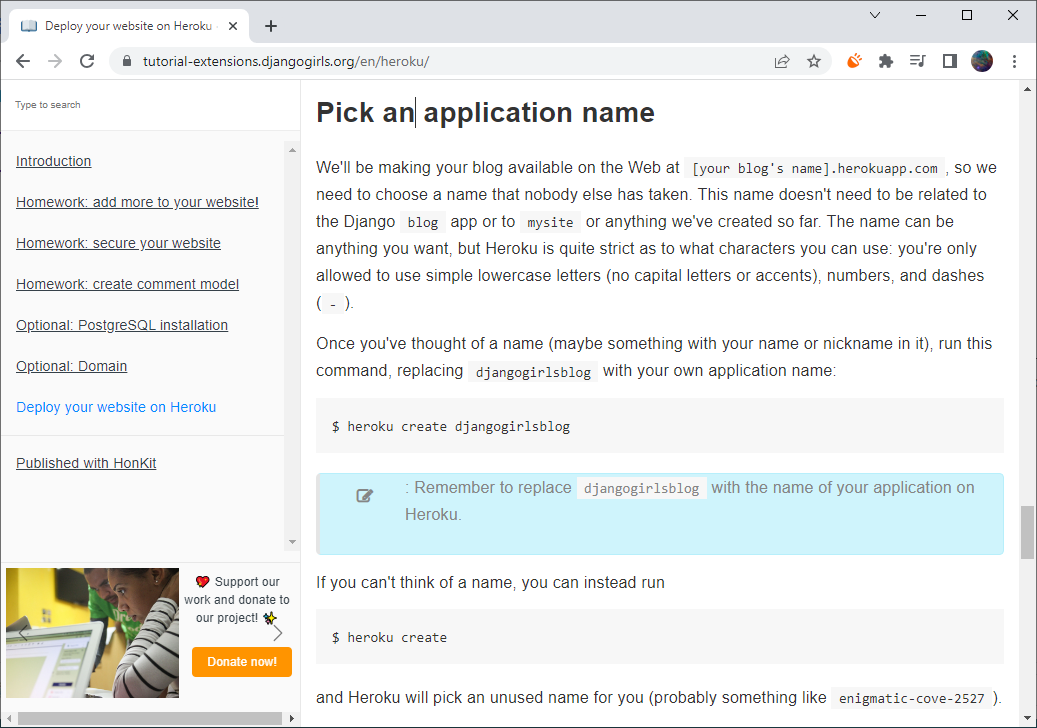 Deploy your website on Heroku
tutorial-extensions.djangogirls.org/en/heroku/
Type to search
Introduction
Homework: add more to your website!
Homework: secure your website
Homework: create comment model
Optional: PostgreSQL installation
Optional: Domain
Deploy your website on Heroku
Published with HonKit
Support our
work and donate to
our project!
Donate now!
Pick an application name
We'll be making your blog available on the Web at [your blog's name].herokuapp.com , so we
need to choose a name that nobody else has taken. This name doesn't need to be related to
the Django blog app or to mysite or anything we've created so far. The name can be
anything you want, but Heroku is quite strict as to what characters you can use: you're only
allowed to use simple lowercase letters (no capital letters or accents), numbers, and dashes
( - ).
Once you've thought of a name (maybe something with your name or nickname in it), run this
command, replacing djangogirlsblog with your own application name:
$ heroku create djangogirlsblog
: Remember to replace djangogirlsblog with the name of your application on
Heroku.
If you can't think of a name, you can instead run
$ heroku create
and Heroku will pick an unused name for you (probably something like enigmatic-cove-2527 ).